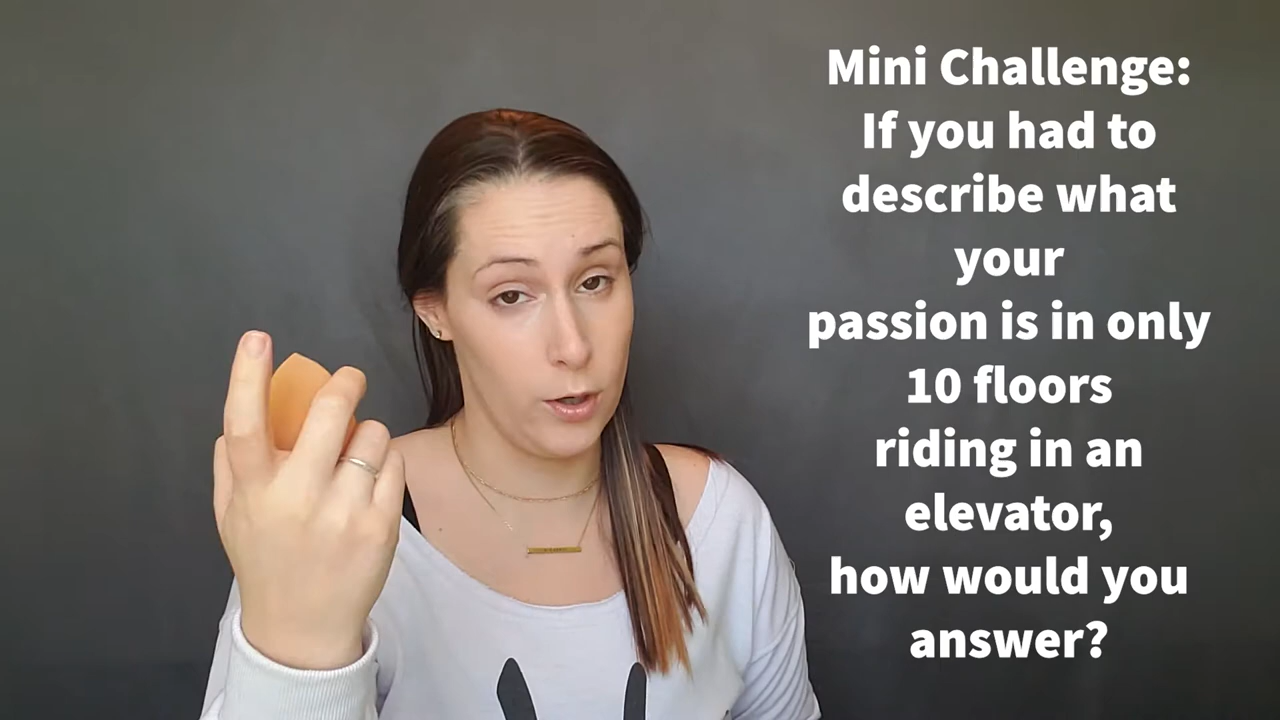 Mini Challenge:
If you had to
describe what
your
passion is in only
10 floors
riding in an
elevator,
how would you
answer?